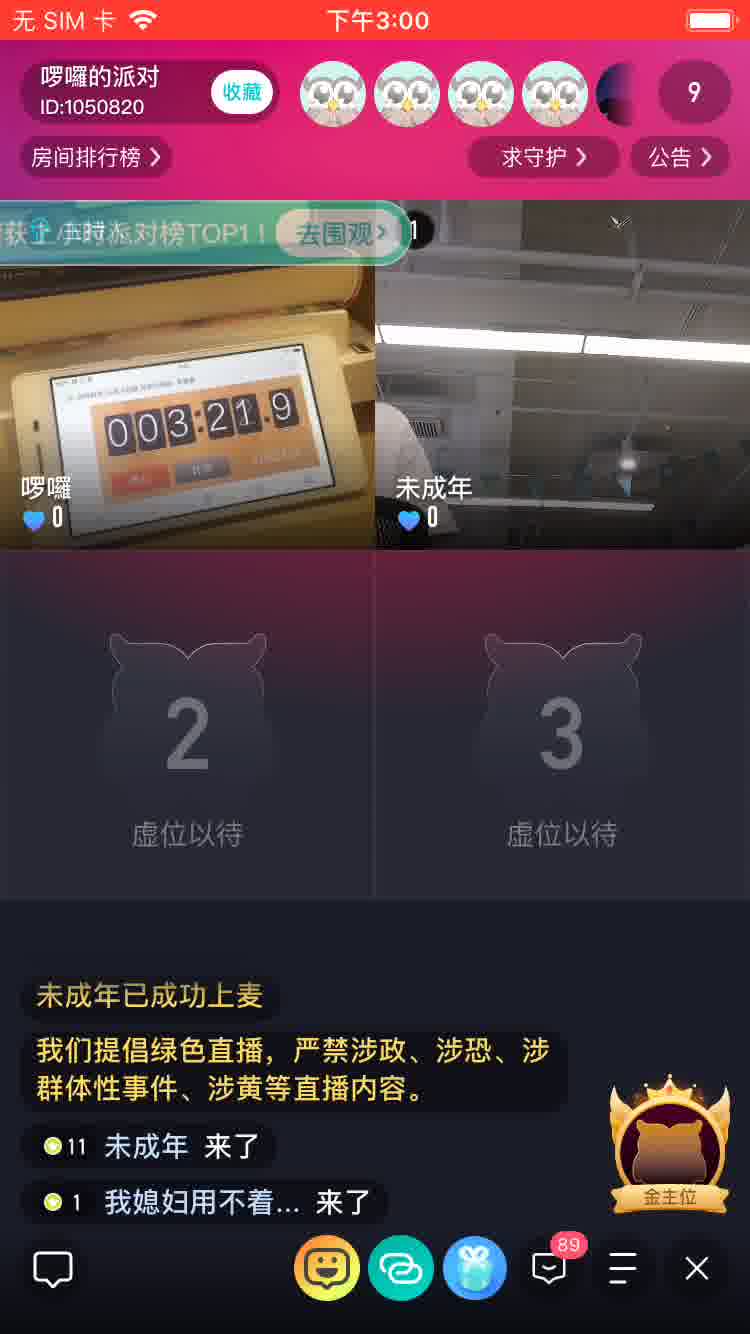 无 SIM 卡
下午3:00
啰囉的派对
ID:1050820
收藏
9
房间排行榜
求守护
公告
小时派对榜TOP1！
去围观
1
003:21.9
啰囉
0
未成年
0
2
虚位以待
3
虚位以待
未成年已成功上麦
我们提倡绿色直播，严禁涉政、涉恐、涉
群体性事件、涉黄等直播内容。
11 未成年 来了
1 我媳妇用不着... 来了
金主位
89